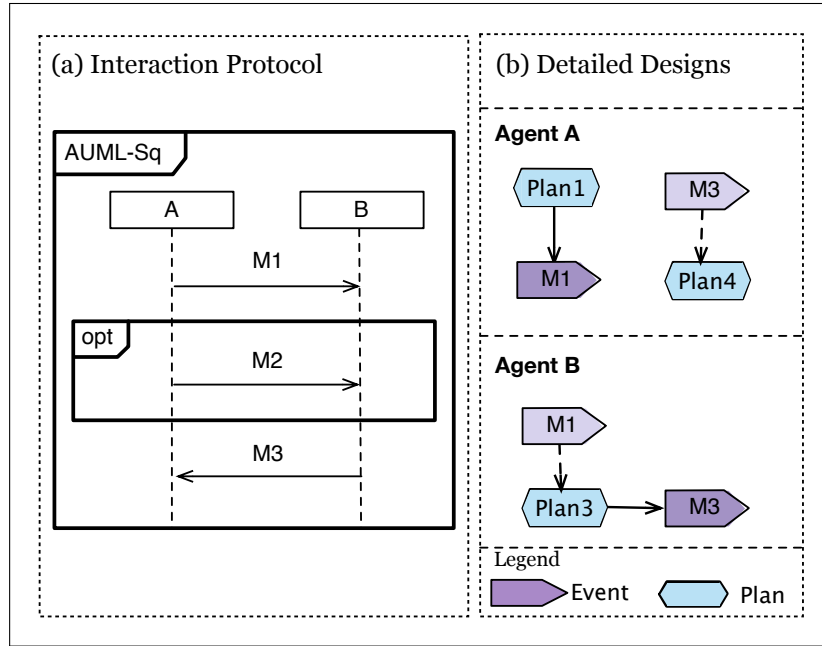 (a) Interaction Protocol
AUML-Sq
A
B
M1
opt
M2
M3
(b) Detailed Designs
Agent A
Plan1
M3
M1
Plan4
Agent B
M1
Plan3
M3
Legend
Event
Plan